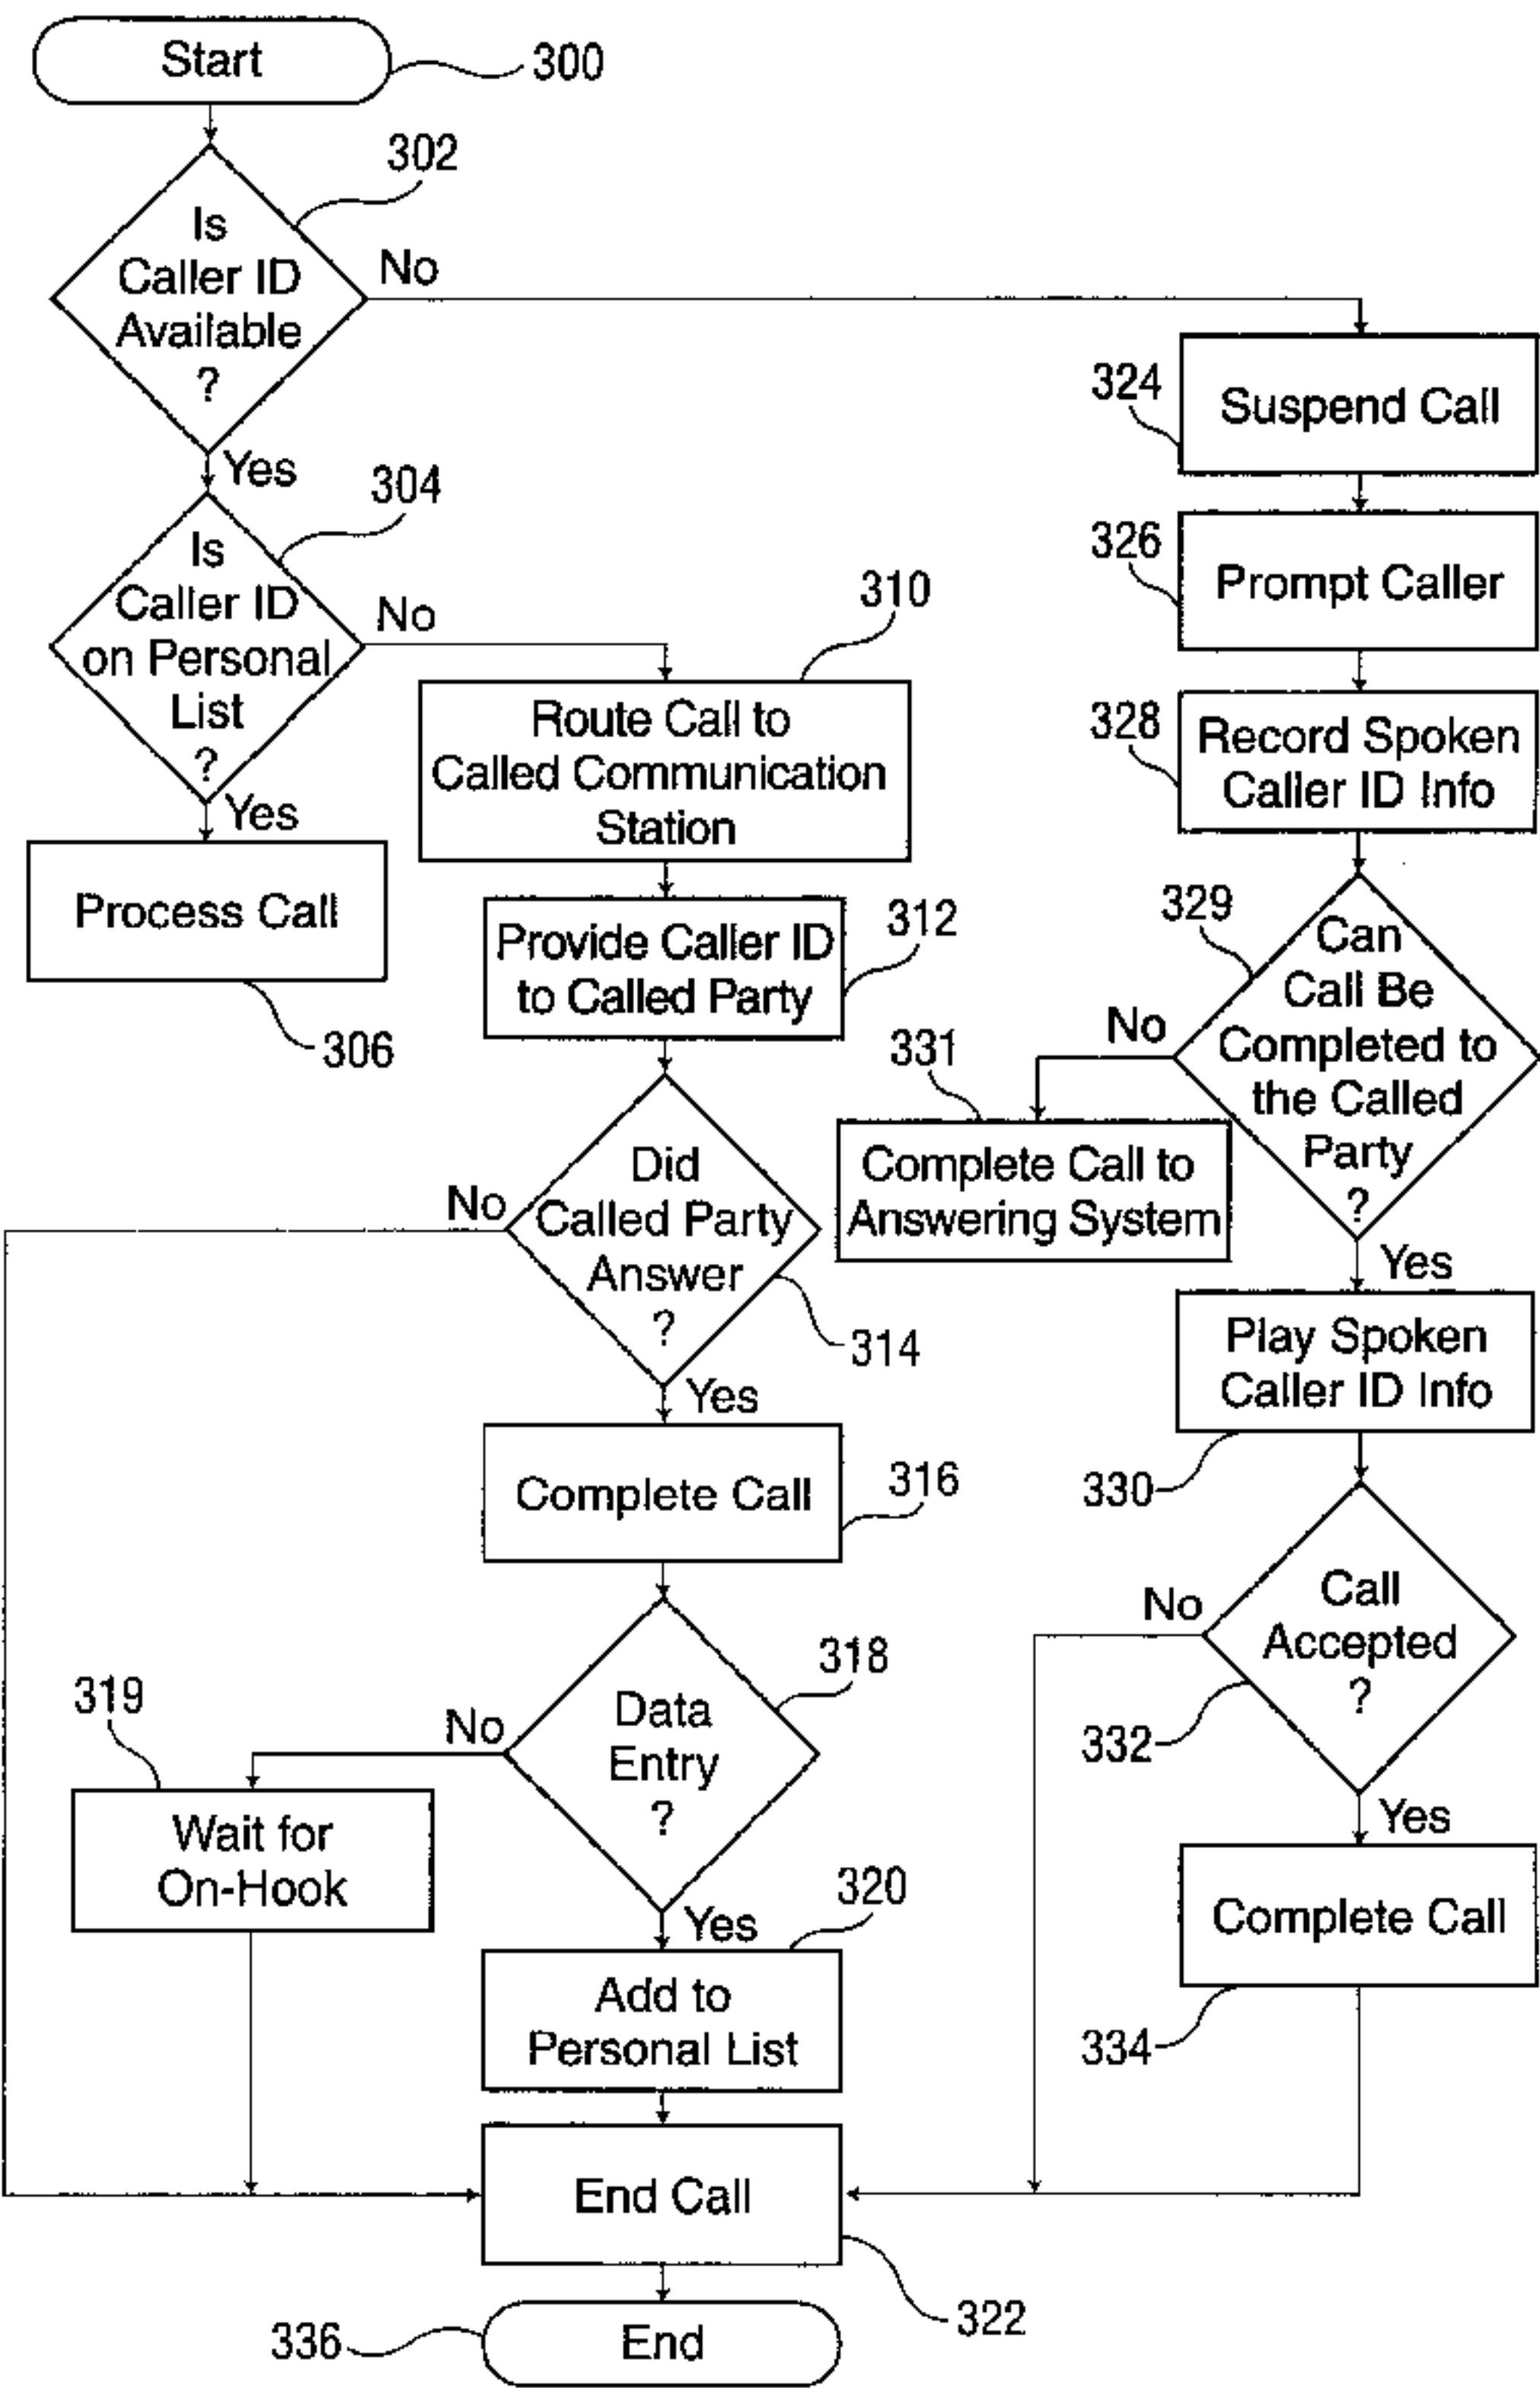 Start
300
302
Is
Caller ID
Available
?
No
Yes
304
Is
Caller ID
on Personal
List
?
No
Yes
Process Call
306
310
Route Call to
Called Communication
Station
Provide Caller ID
to Called Party
312
Did
Called Party
Answer
?
No
314
Yes
Complete Call
316
318
Data
Entry
?
No
319
Wait for
On-Hook
Yes
320
Add to
Personal List
End Call
322
End
336
324
Suspend Call
326
Prompt Caller
328
Record Spoken
Caller ID Info
329
Can
Call Be
Completed to
the Called
Party
?
No
331
Complete Call to
Answering System
Yes
Play Spoken
Caller ID Info
330
Call
Accepted
?
No
332
Yes
Complete Call
334